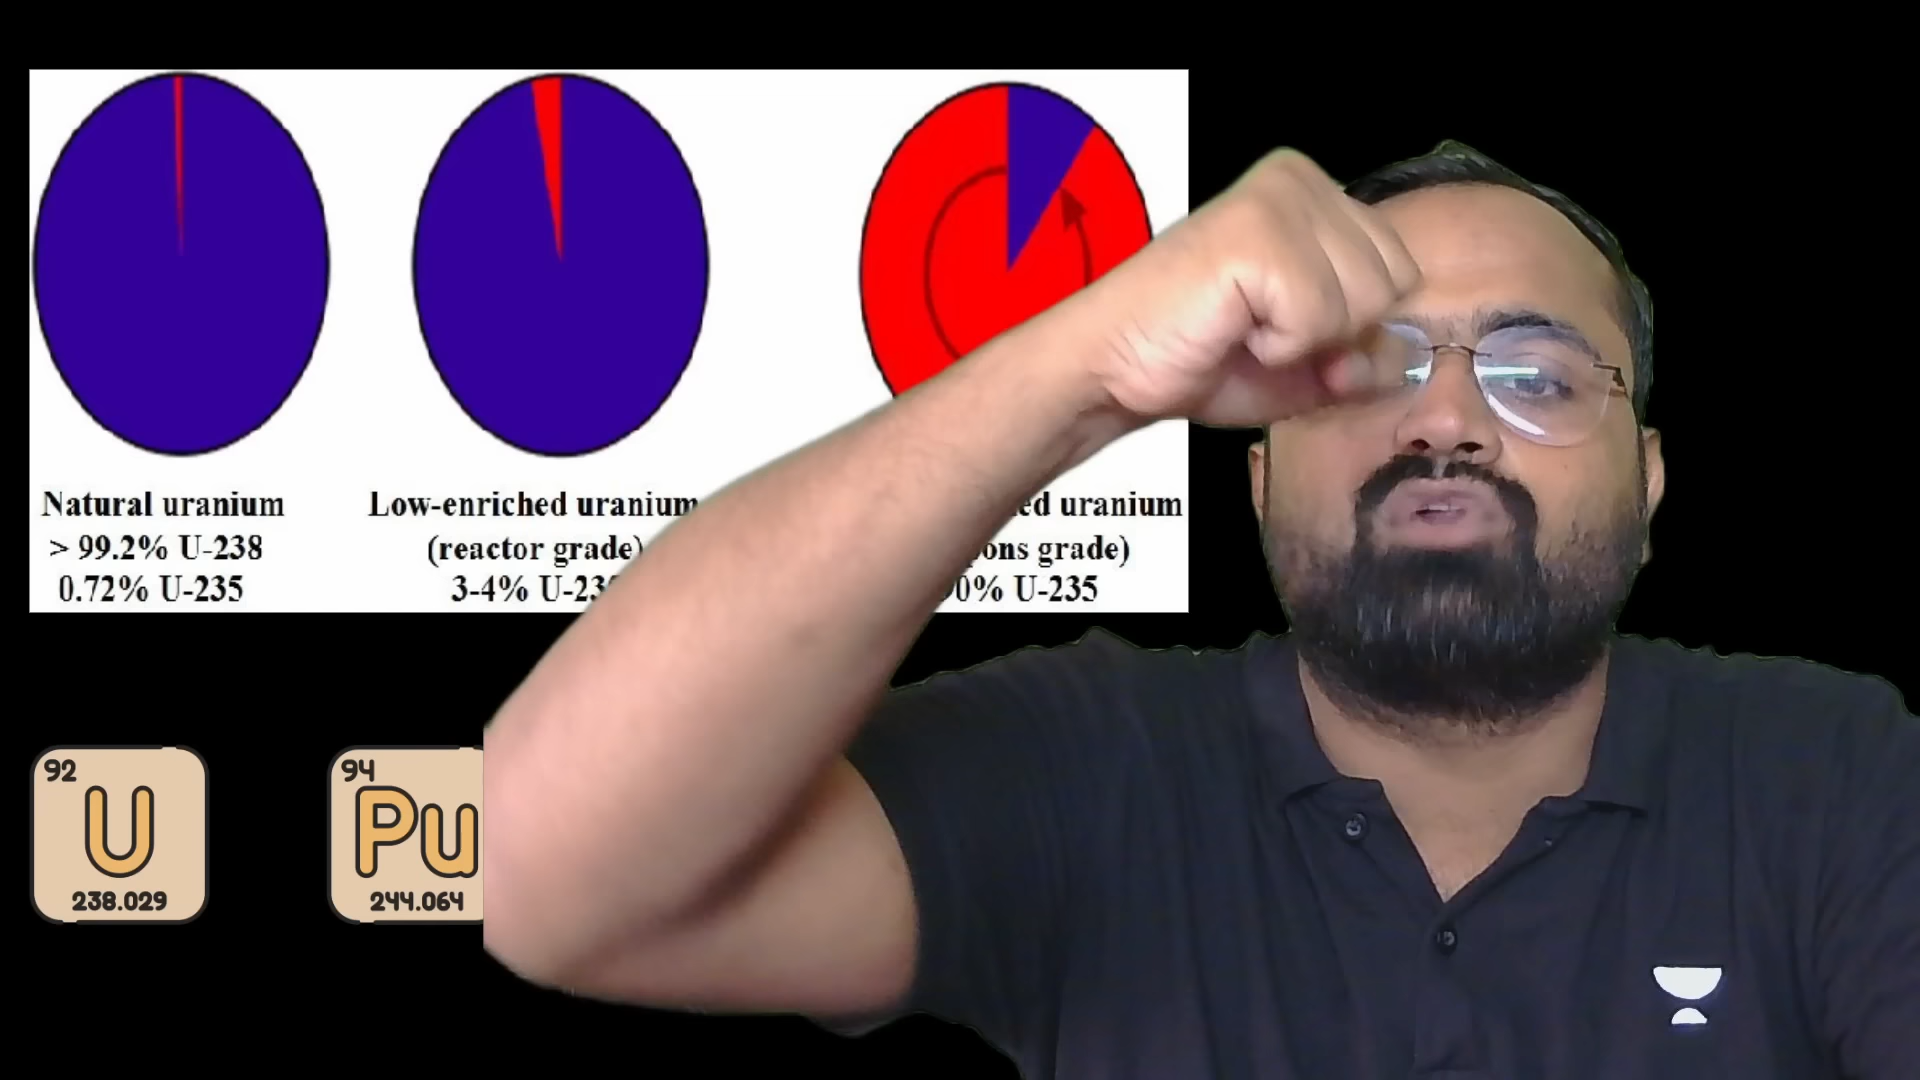 Natural uranium
> 99.2% U-238
0.72% U-235
Low-enriched uranium
(reactor grade)
3-4% U-23
ed uranium
ons grade)
0% U-235
92
U
238.029
94
Pu
244.064